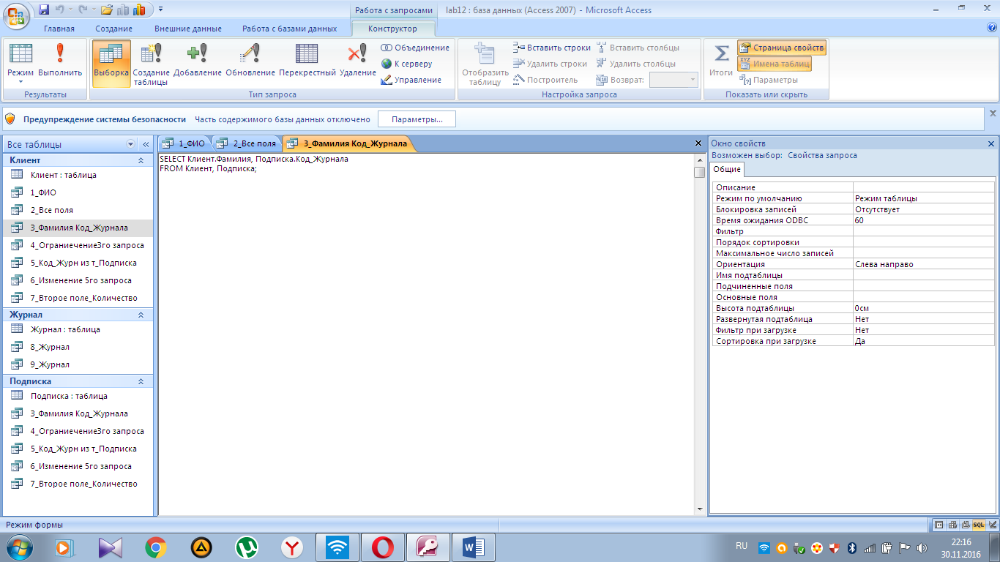 Работа с запросами
lab12 : база данных (Access 2007) - Microsoft Access
Главная
Создание
Внешние данные
Работа с базами данных
Конструктор
Режим
Выполнить
Результаты
Выборка
Создание таблицы
Добавление
Обновление
Перекрестный
Удаление
Объединение
К серверу
Управление
Тип запроса
Отобразить таблицу
Вставить строки
Удалить строки
Построитель
Вставить столбцы
Удалить столбцы
Возврат:
Настройка запроса
Итоги
Страница свойств
XYZ
Имена таблиц
Параметры
Показать или скрыть
Предупреждение системы безопасности
Часть содержимого базы данных отключено
Параметры...
Все таблицы
Клиент
Клиент : таблица
1_ФИО
2_Все поля
3_Фамилия Код_Журнала
4_Ограниечение3го запроса
5_Код_Журн из т_Подписка
6_Изменение 5го запроса
7_Второе поле_Количество
Журнал
Журнал : таблица
8_Журнал
9_Журнал
Подписка
Подписка : таблица
3_Фамилия Код_Журнала
4_Ограниечение3го запроса
5_Код_Журн из т_Подписка
6_Изменение 5го запроса
7_Второе поле_Количество
1_ФИО
2_Все поля
3_Фамилия Код_Журнала
SELECT Клиент.Фамилия, Подписка.Код_Журнала
FROM Клиент, Подписка;
Окно свойств
Возможен выбор: Свойства запроса
Общие
Описание
Режим по умолчанию Режим таблицы
Блокировка записей Отсутствует
Время ожидания ODBC 60
Фильтр
Порядок сортировки
Максимальное число записей
Ориентация Слева направо
Имя подтаблицы
Подчиненные поля
Основные поля
Высота подтаблицы 0см
Развернутая подтаблица Нет
Фильтр при загрузке Нет
Сортировка при загрузке Да
Режим формы
SQL
RU
22:16
30.11.2016